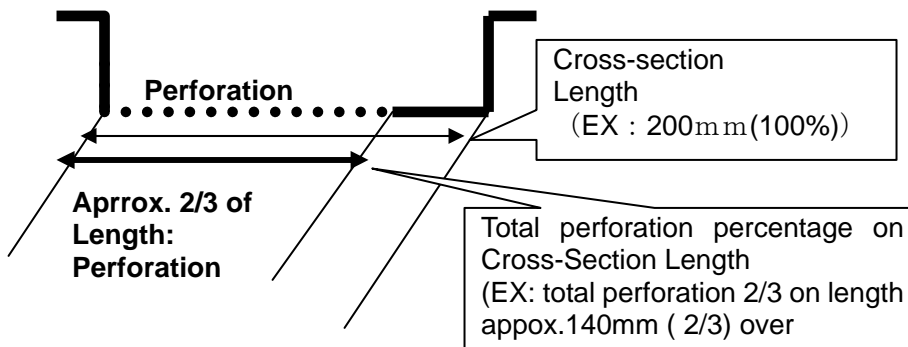 Perforation
Cross-section
Length
（EX：200ｍｍ(100%)）
Aprrox. 2/3 of
Length:
Perforation
Total perforation percentage on
Cross-Section Length
(EX: total perforation 2/3 on length
appox.140mm ( 2/3) over